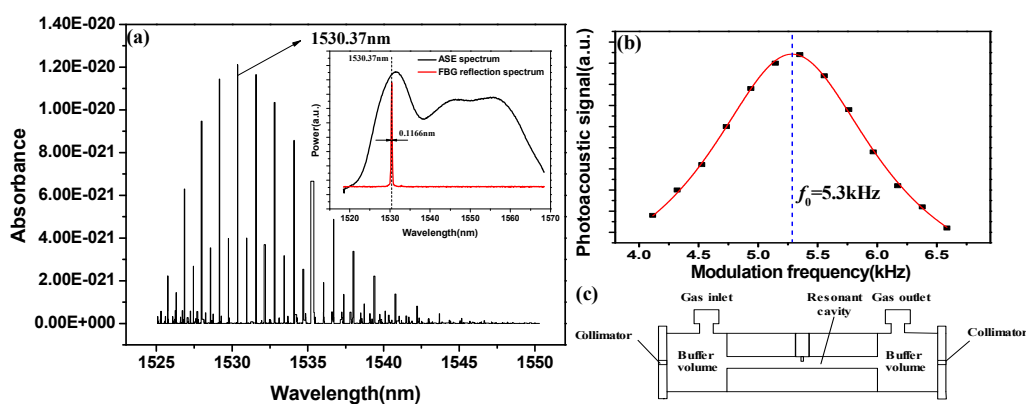 (a)
1.40E-020
1.20E-020
1.00E-020
8.00E-021
6.00E-021
4.00E-021
2.00E-021
0.00E+000
Absorbance
1530.37nm
1525
1530
1535
1540
1545
1550
Wavelength(nm)
1530.37nm
ASE spectrum
FBG reflection spectrum
0.1166nm
Power(a.u.)
1520
1530
1540
1550
1560
1570
Wavelength(nm)
(b)
Photoacoustic signal(a.u.)
f0=5.3kHz
4.0
4.5
5.0
5.5
6.0
6.5
Modulation frequency(kHz)
(c)
Gas inlet
Resonant
cavity
Gas outlet
Collimator
Buffer
volume
Buffer
volume
Collimator